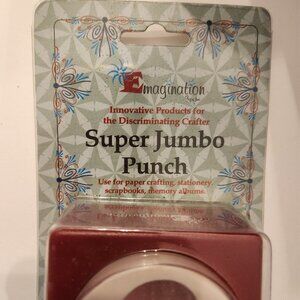 Emagination
Innovative Products for
the Discriminating Crafter
Super Jumbo
Punch
Use for paper crafting, stationery,
scrapbooks, memory albums.